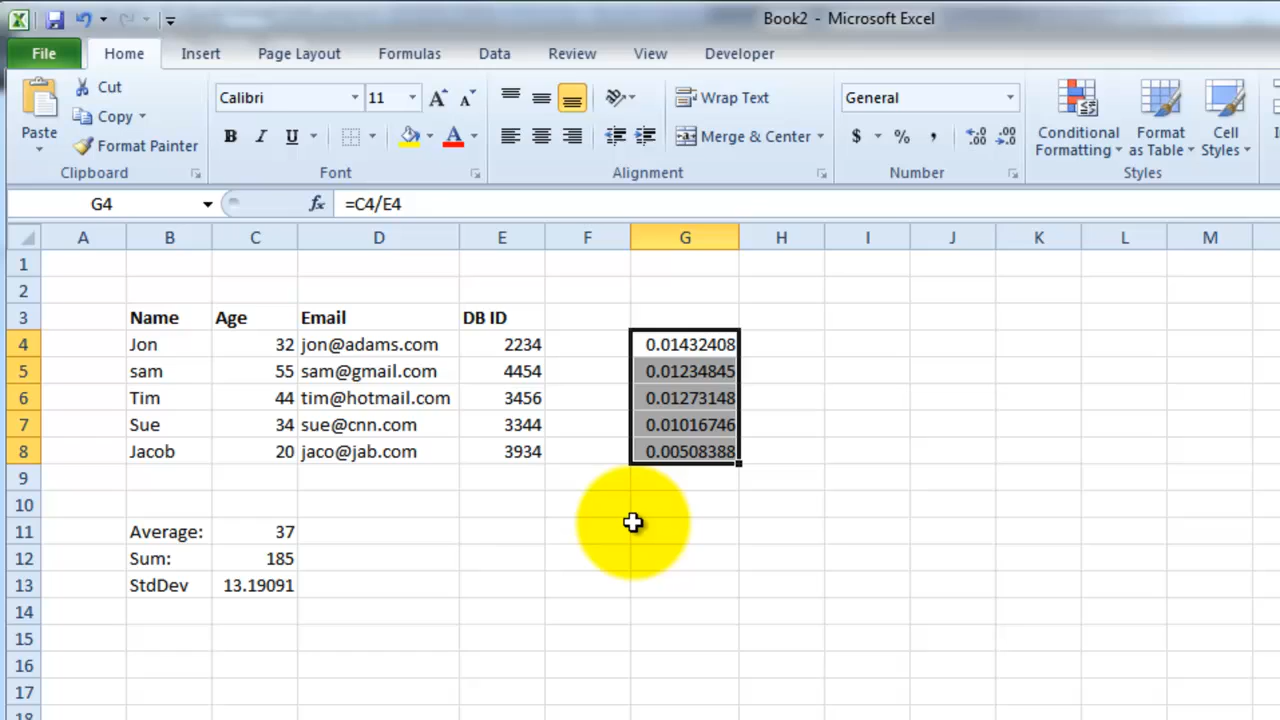 Book2 - Microsoft Excel
File Home Insert Page Layout Formulas Data Review View Developer
Paste
Cut
Copy
Format Painter
Clipboard
Calibri 11
B I U
Font
Wrap Text
Merge & Center
Alignment
General
$ % ,
Number
Conditional Formatting
Format as Table
Cell Styles
Styles
G4 fx =C4/E4
A B C D E F G H I J K L M
1
2
3 Name Age Email DB ID
4 Jon 32 jon@adams.com 2234 0.01432408
5 sam 55 sam@gmail.com 4454 0.01234845
6 Tim 44 tim@hotmail.com 3456 0.01273148
7 Sue 34 sue@cnn.com 3344 0.01016746
8 Jacob 20 jaco@jab.com 3934 0.00508388
9
10
11 Average: 37
12 Sum: 185
13 StdDev 13.19091
14
15
16
17
18